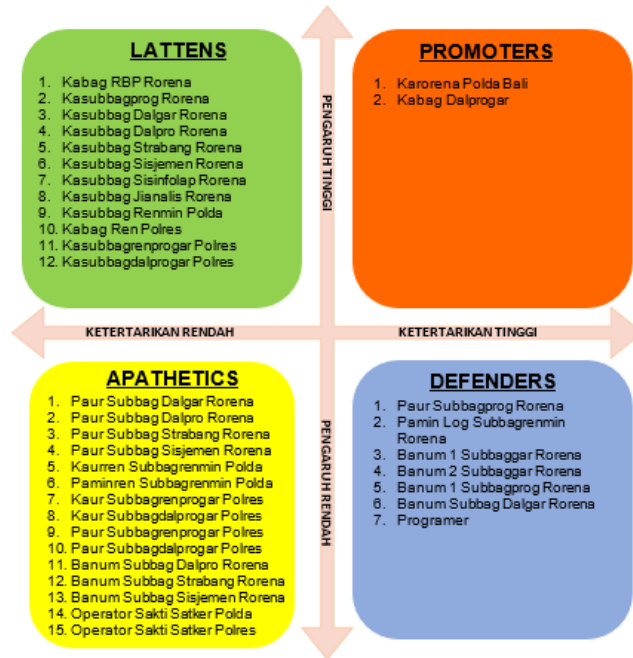 LATTENS
1. Kabag RBP Rorena
2. Kasubbagprog Rorena
3. Kasubbag Dalgar Rorena
4. Kasubbag Dalpro Rorena
5. Kasubbag Strabang Rorena
6. Kasubbag Sisjemen Rorena
7. Kasubbag Sisinfolap Rorena
8. Kasubbag Jianalis Rorena
9. Kasubbag Renmin Polda
10. Kabag Ren Polres
11. Kasubbagrenprogar Polres
12. Kasubbagdalprogar Polres
PENGARUH TINGGI
PROMOTERS
1. Karorena Polda Bali
2. Kabag Dalprogar
KETERTARIKAN RENDAH
KETERTARIKAN TINGGI
APATHETICS
1. Paur Subbag Dalgar Rorena
2. Paur Subbag Dalpro Rorena
3. Paur Subbag Strabang Rorena
4. Paur Subbag Sisjemen Rorena
5. Kaurren Subbagrenmin Polda
6. Paminren Subbagrenmin Polda
7. Kaur Subbagrenprogar Polres
8. Kaur Subbagdalprogar Polres
9. Paur Subbagrenprogar Polres
10. Paur Subbagdalprogar Polres
11. Banum Subbag Dalpro Rorena
12. Banum Subbag Strabang Rorena
13. Banum Subbag Sisjemen Rorena
14. Operator Sakti Satker Polda
15. Operator Sakti Satker Polres
PENGARUH RENDAH
DEFENDERS
1. Paur Subbagprog Rorena
2. Pamin Log Subbagrenmin
Rorena
3. Banum 1 Subbaggar Rorena
4. Banum 2 Subbaggar Rorena
5. Banum 1 Subbagprog Rorena
6. Banum Subbag Dalgar Rorena
7. Programer